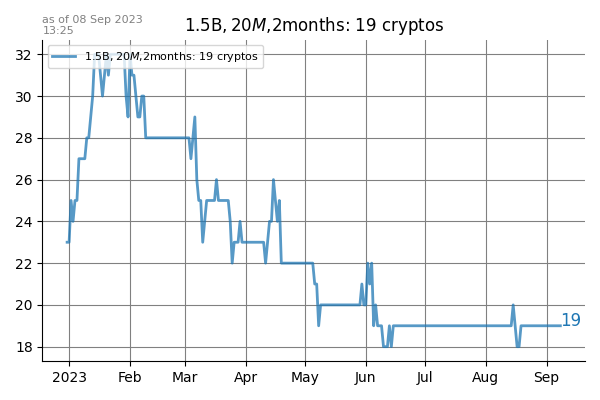 as of 08 Sep 2023
13:25
1.5B,20M,2months: 19 cryptos
1.5B,20M,2months: 19 cryptos
32
30
28
26
24
22
20
18
19
2023
Feb
Mar
Apr
May
Jun
Jul
Aug
Sep